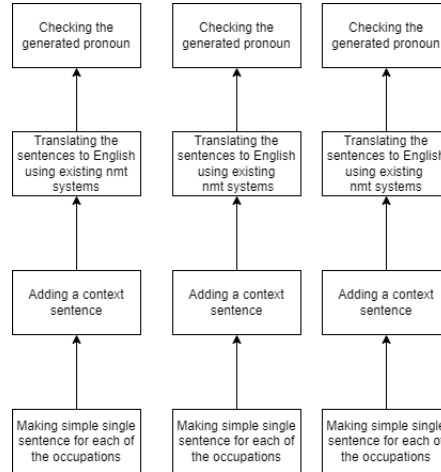 Checking the
generated pronoun
Checking the
generated pronoun
Checking the
generated pronoun
Translating the
sentences to English
using existing nmt
systems
Translating the
sentences to English
using existing
nmt systems
Translating the
sentences to English
using existing
nmt systems
Adding a context
sentence
Adding a context
sentence
Adding a context
sentence
Making simple single
sentence for each of
the occupations
Making simple single
sentence for each of
the occupations
Making simple single
sentence for each of
the occupations